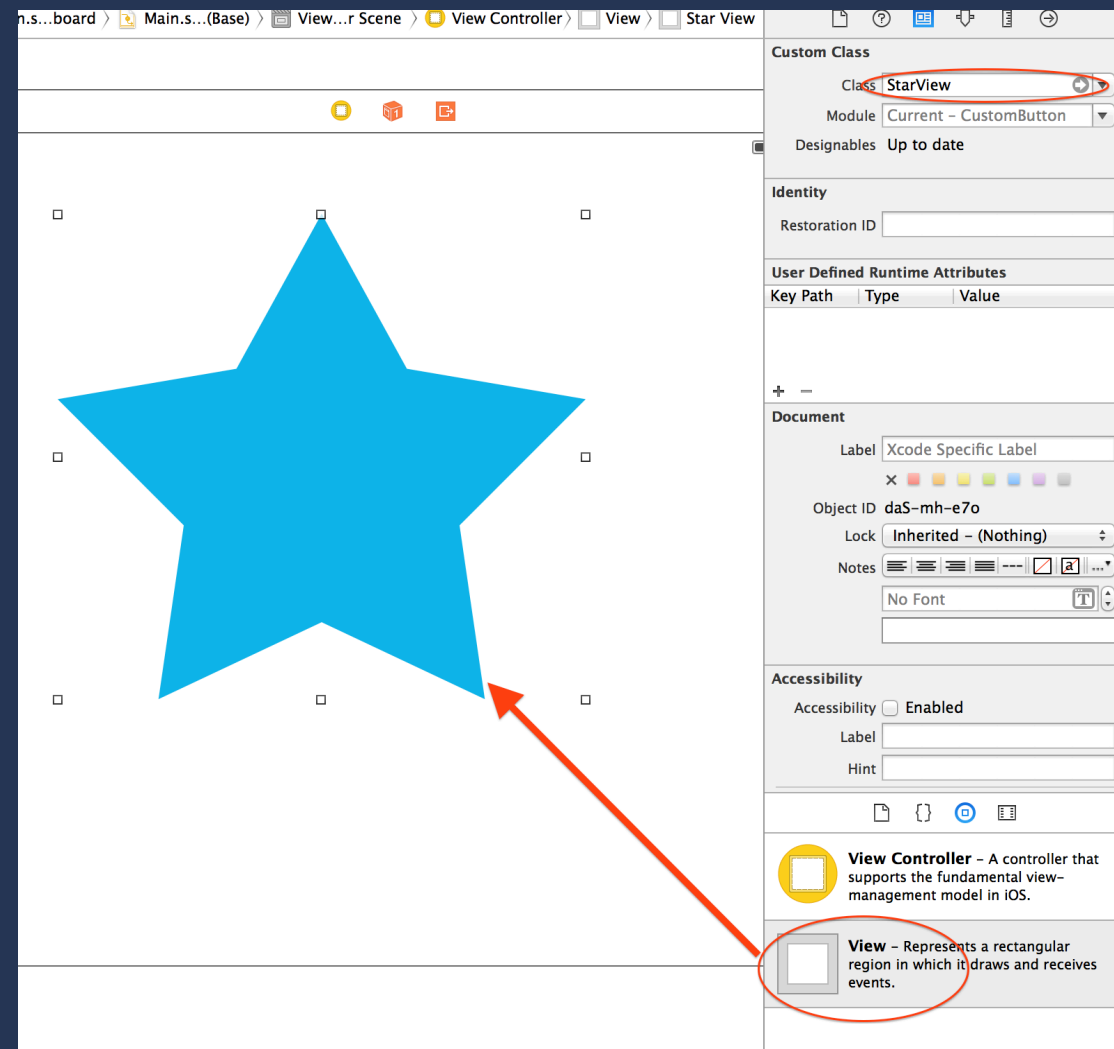 n.s...board 〉 Main.s...(Base) 〉 View...r Scene 〉 View Controller 〉 View 〉 Star View
Custom Class
Class StarView
Module Current – CustomButton
Designables Up to date
Identity
Restoration ID
User Defined Runtime Attributes
Key Path Type Value
Document
Label Xcode Specific Label
Object ID daS-mh-e7o
Lock Inherited – (Nothing)
Notes
No Font
Accessibility
Accessibility Enabled
Label
Hint
View Controller – A controller that
supports the fundamental view-
management model in iOS.
View – Represents a rectangular
region in which it draws and receives
events.